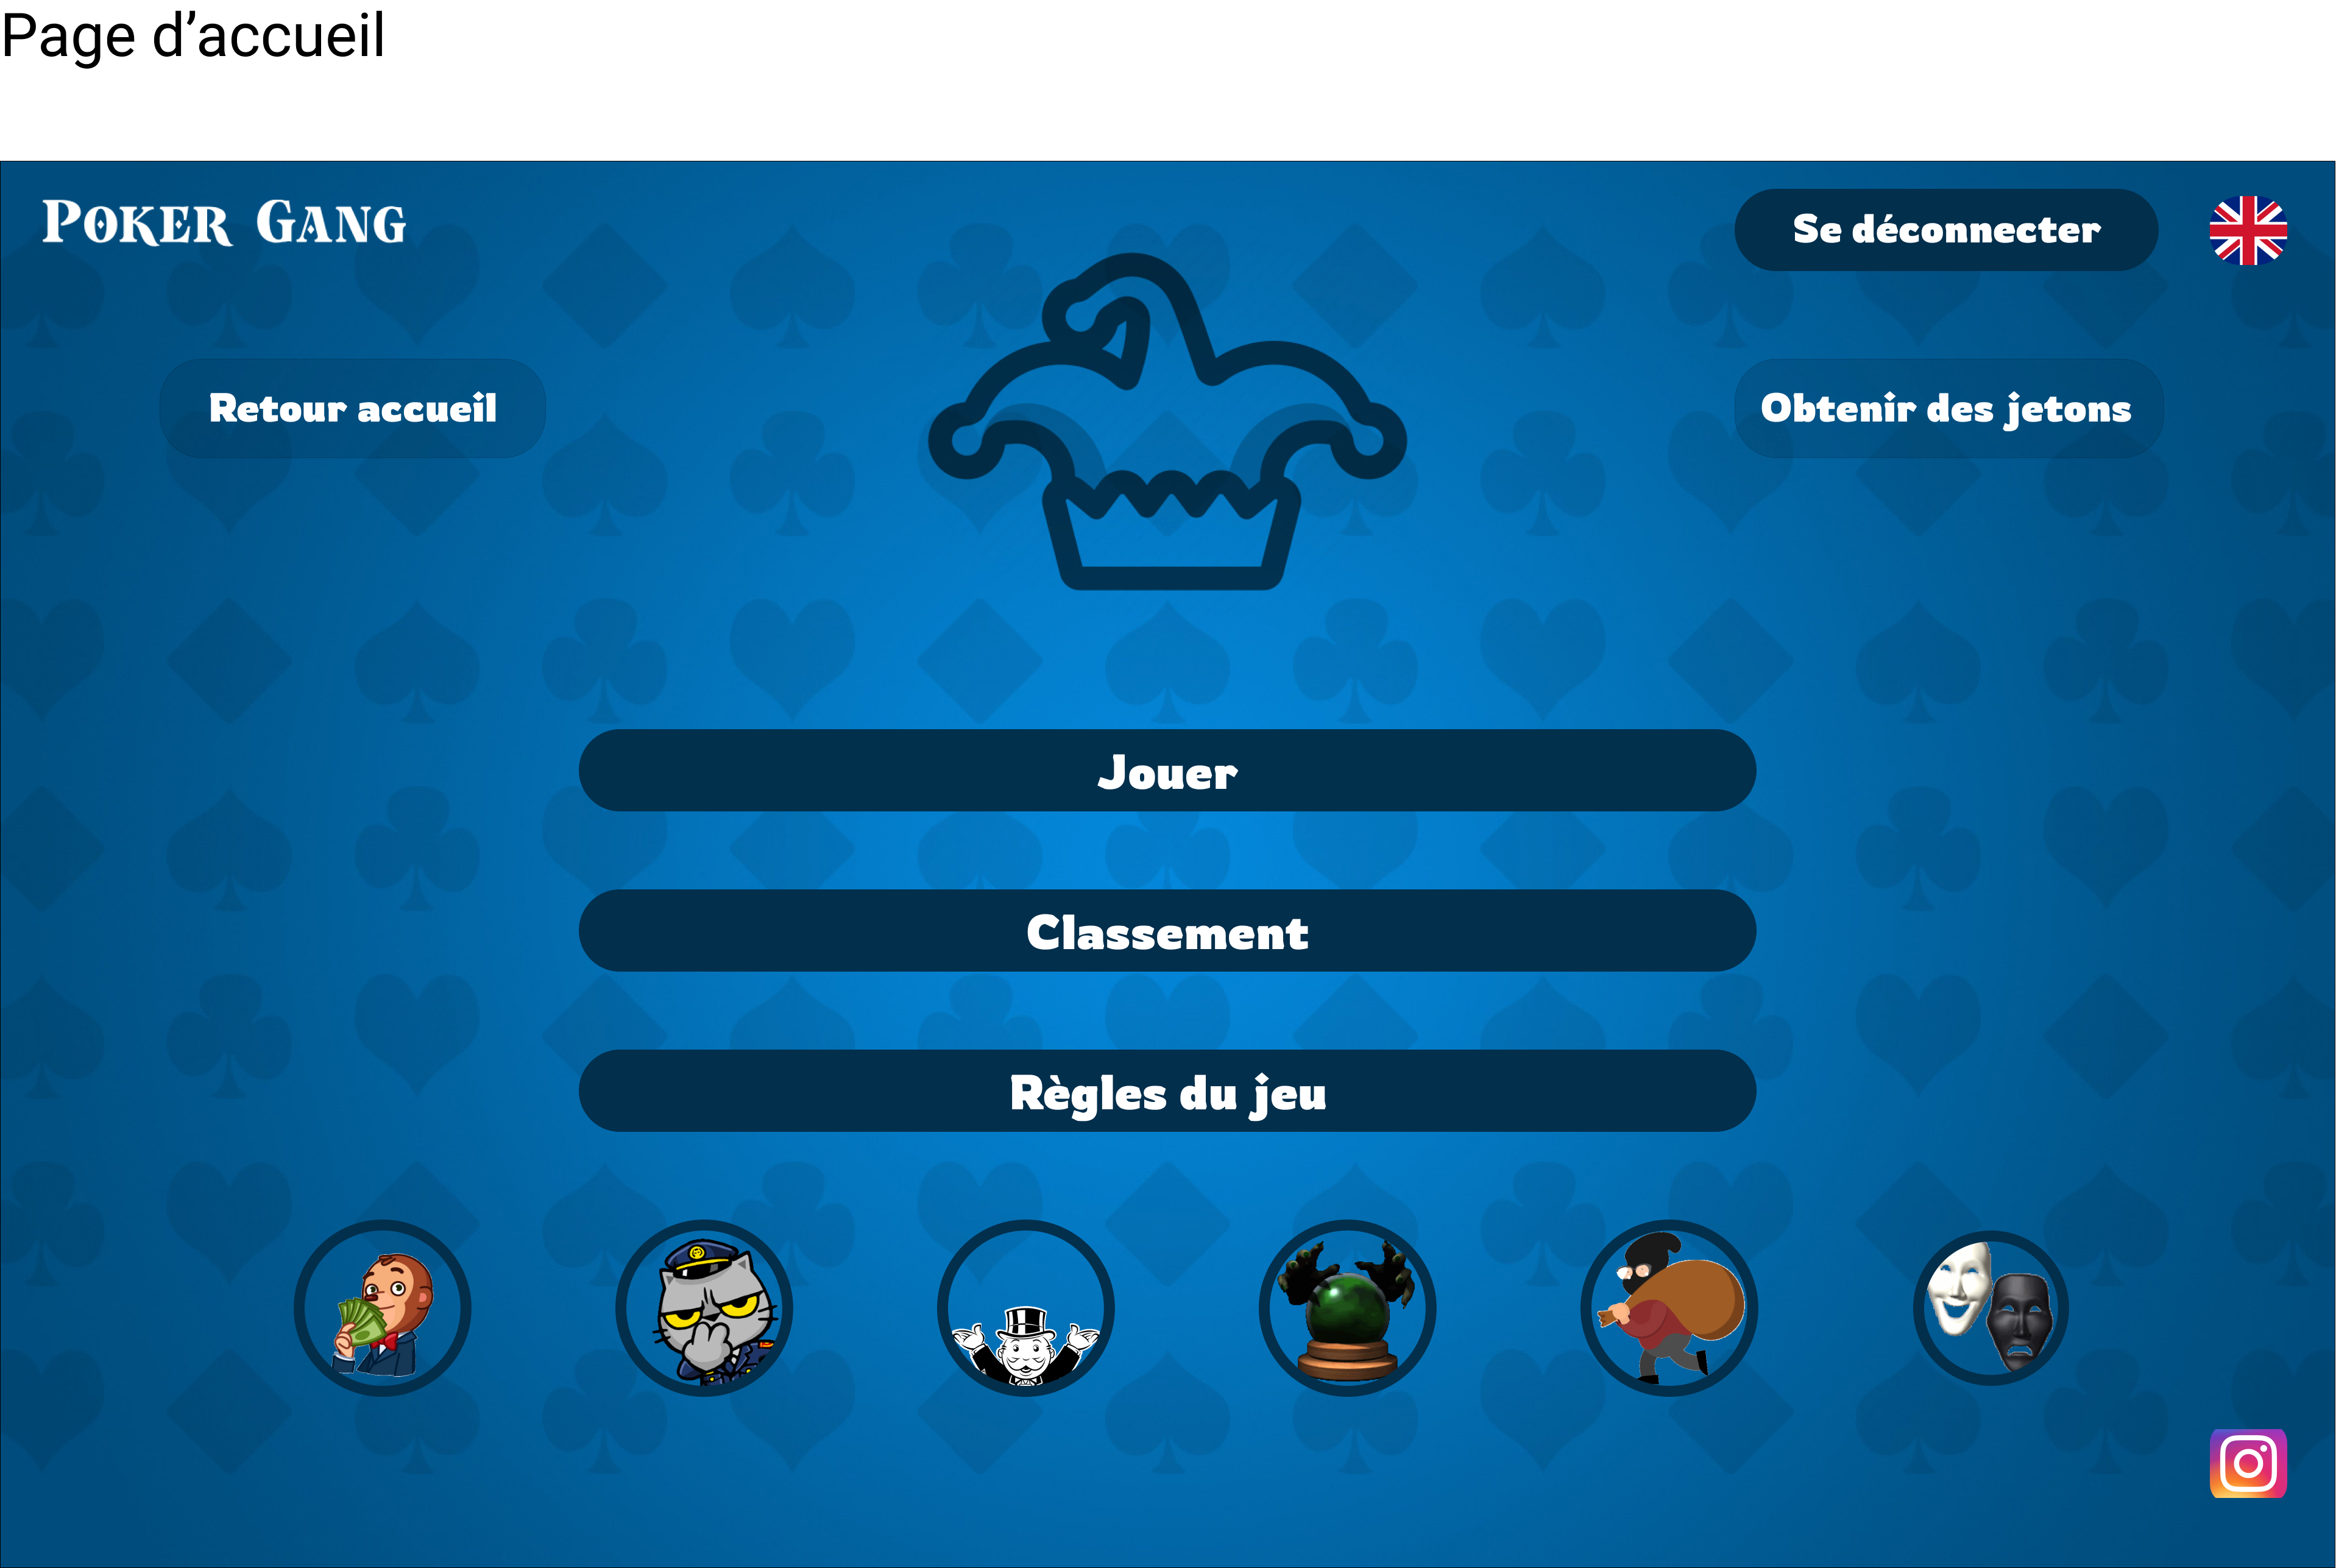 Page d’accueil
Poker Gang
Se déconnecter
Retour accueil
Obtenir des jetons
Jouer
Classement
Règles du jeu